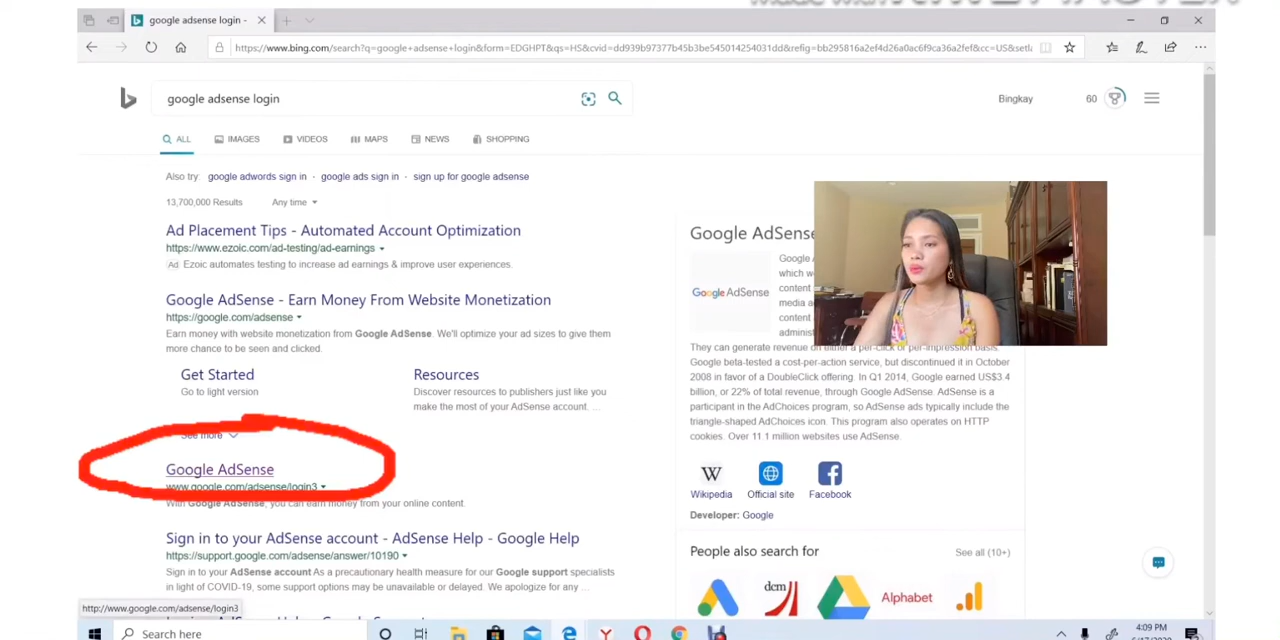 google adsense login -
https://www.bing.com/search?q=google+adsense+login&form=EDGHPT&qs=HS&cvid=dd939b97377b45b3be545014254031dd&refig=bb295816a2ef4d26a0ac6f9ca36a2fef&cc=US&setla
google adsense login
Bingkay 60
ALL IMAGES VIDEOS MAPS NEWS SHOPPING
Also try: google adwords sign in · google ads sign in · sign up for google adsense
13,700,000 Results Any time
Ad Placement Tips - Automated Account Optimization
https://www.ezoic.com/ad-testing/ad-earnings
Ad Ezoic automates testing to increase ad earnings & improve user experiences.
Google AdSense - Earn Money From Website Monetization
https://google.com/adsense
Earn money with website monetization from Google AdSense. We'll optimize your ad sizes to give them
more chance to be seen and clicked.
Get Started
Go to light version
Resources
Discover resources to publishers just like you
make the most of your AdSense account. ...
See more
Google AdSense
www.google.com/adsense/login3
With Google AdSense, you can earn money from your online content.
Sign in to your AdSense account - AdSense Help - Google Help
https://support.google.com/adsense/answer/10190
Sign in to your AdSense account As a precautionary health measure for our Google support specialists
in light of COVID-19, some support options may be unavailable or delayed. We apologize for any ...
http://www.google.com/adsense/login3
Google AdSense
Google AdSense
Google
which
content
media
content
administ
They can generate revenue on either a per-click or per-impression basis.
Google beta-tested a cost-per-action service, but discontinued it in October
2008 in favor of a DoubleClick offering. In Q1 2014, Google earned US$3.4
billion, or 22% of total revenue, through Google AdSense. AdSense is a
participant in the AdChoices program, so AdSense ads typically include the
triangle-shaped AdChoices icon. This program also operates on HTTP
cookies. Over 11.1 million websites use AdSense.
Wikipedia Official site Facebook
Developer: Google
People also search for See all (10+)
dcm Alphabet
Search here
4:09 PM